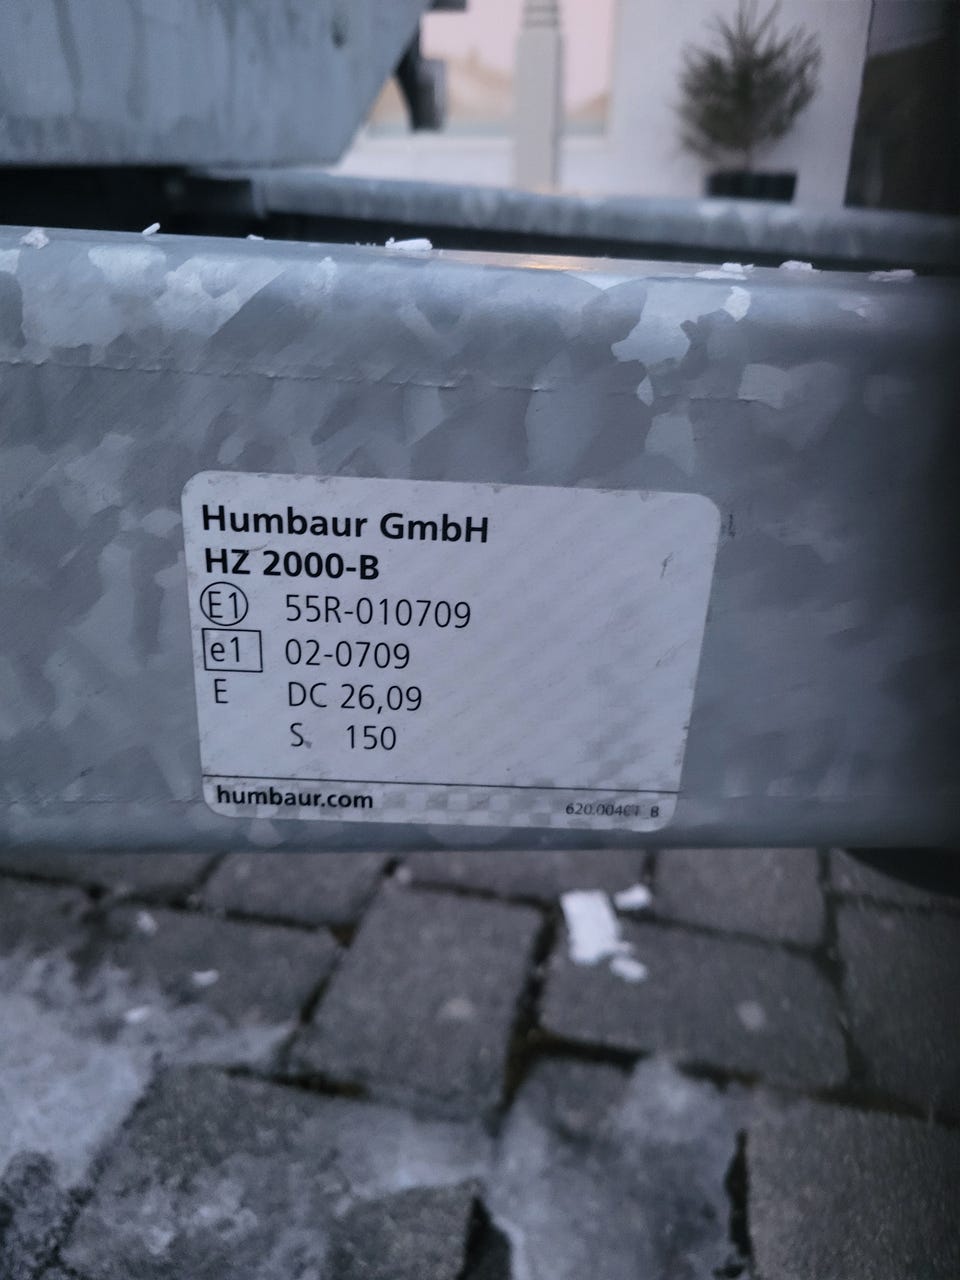 Humbaur GmbH
HZ 2000-B
E1 55R-010709
e1 02-0709
E DC 26,09
S. 150
humbaur.com